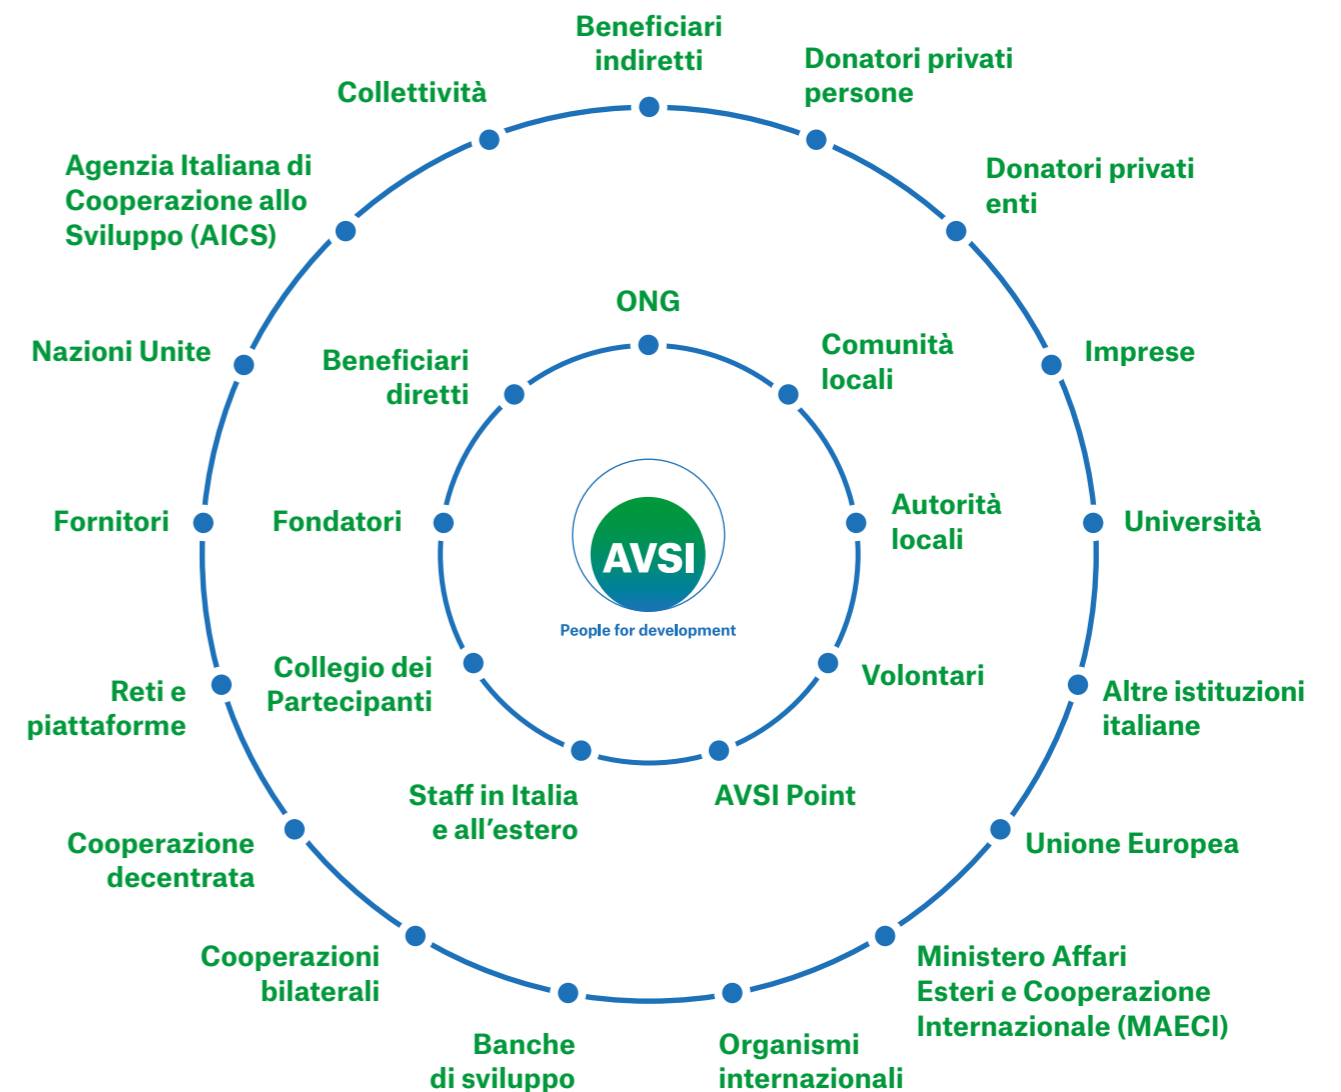 Beneficiari
indiretti
Donatori privati
persone
Donatori privati
enti
Imprese
Università
Altre istituzioni
italiane
Unione Europea
Ministero Affari
Esteri e Cooperazione
Internazionale (MAECI)
Organismi
internazionali
Banche
di sviluppo
Cooperazioni
bilaterali
Cooperazione
decentrata
Reti e
piattaforme
Fornitori
Nazioni Unite
Agenzia Italiana di
Cooperazione allo
Sviluppo (AICS)
Collettività
ONG
Comunità
locali
Autorità
locali
Volontari
AVSI Point
Staff in Italia
e all’estero
Collegio dei
Partecipanti
Fondatori
Beneficiari
diretti
AVSI
People for development